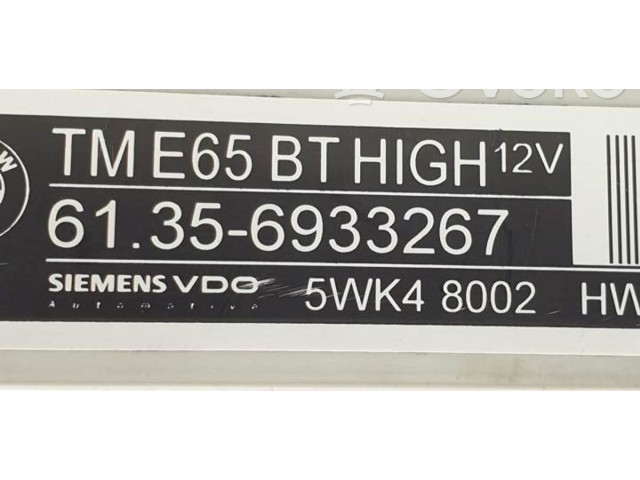 TM E65 BT HIGH 12V
61.35-6933267
SIEMENS VDO 5WK4 8002 HW
Automotive